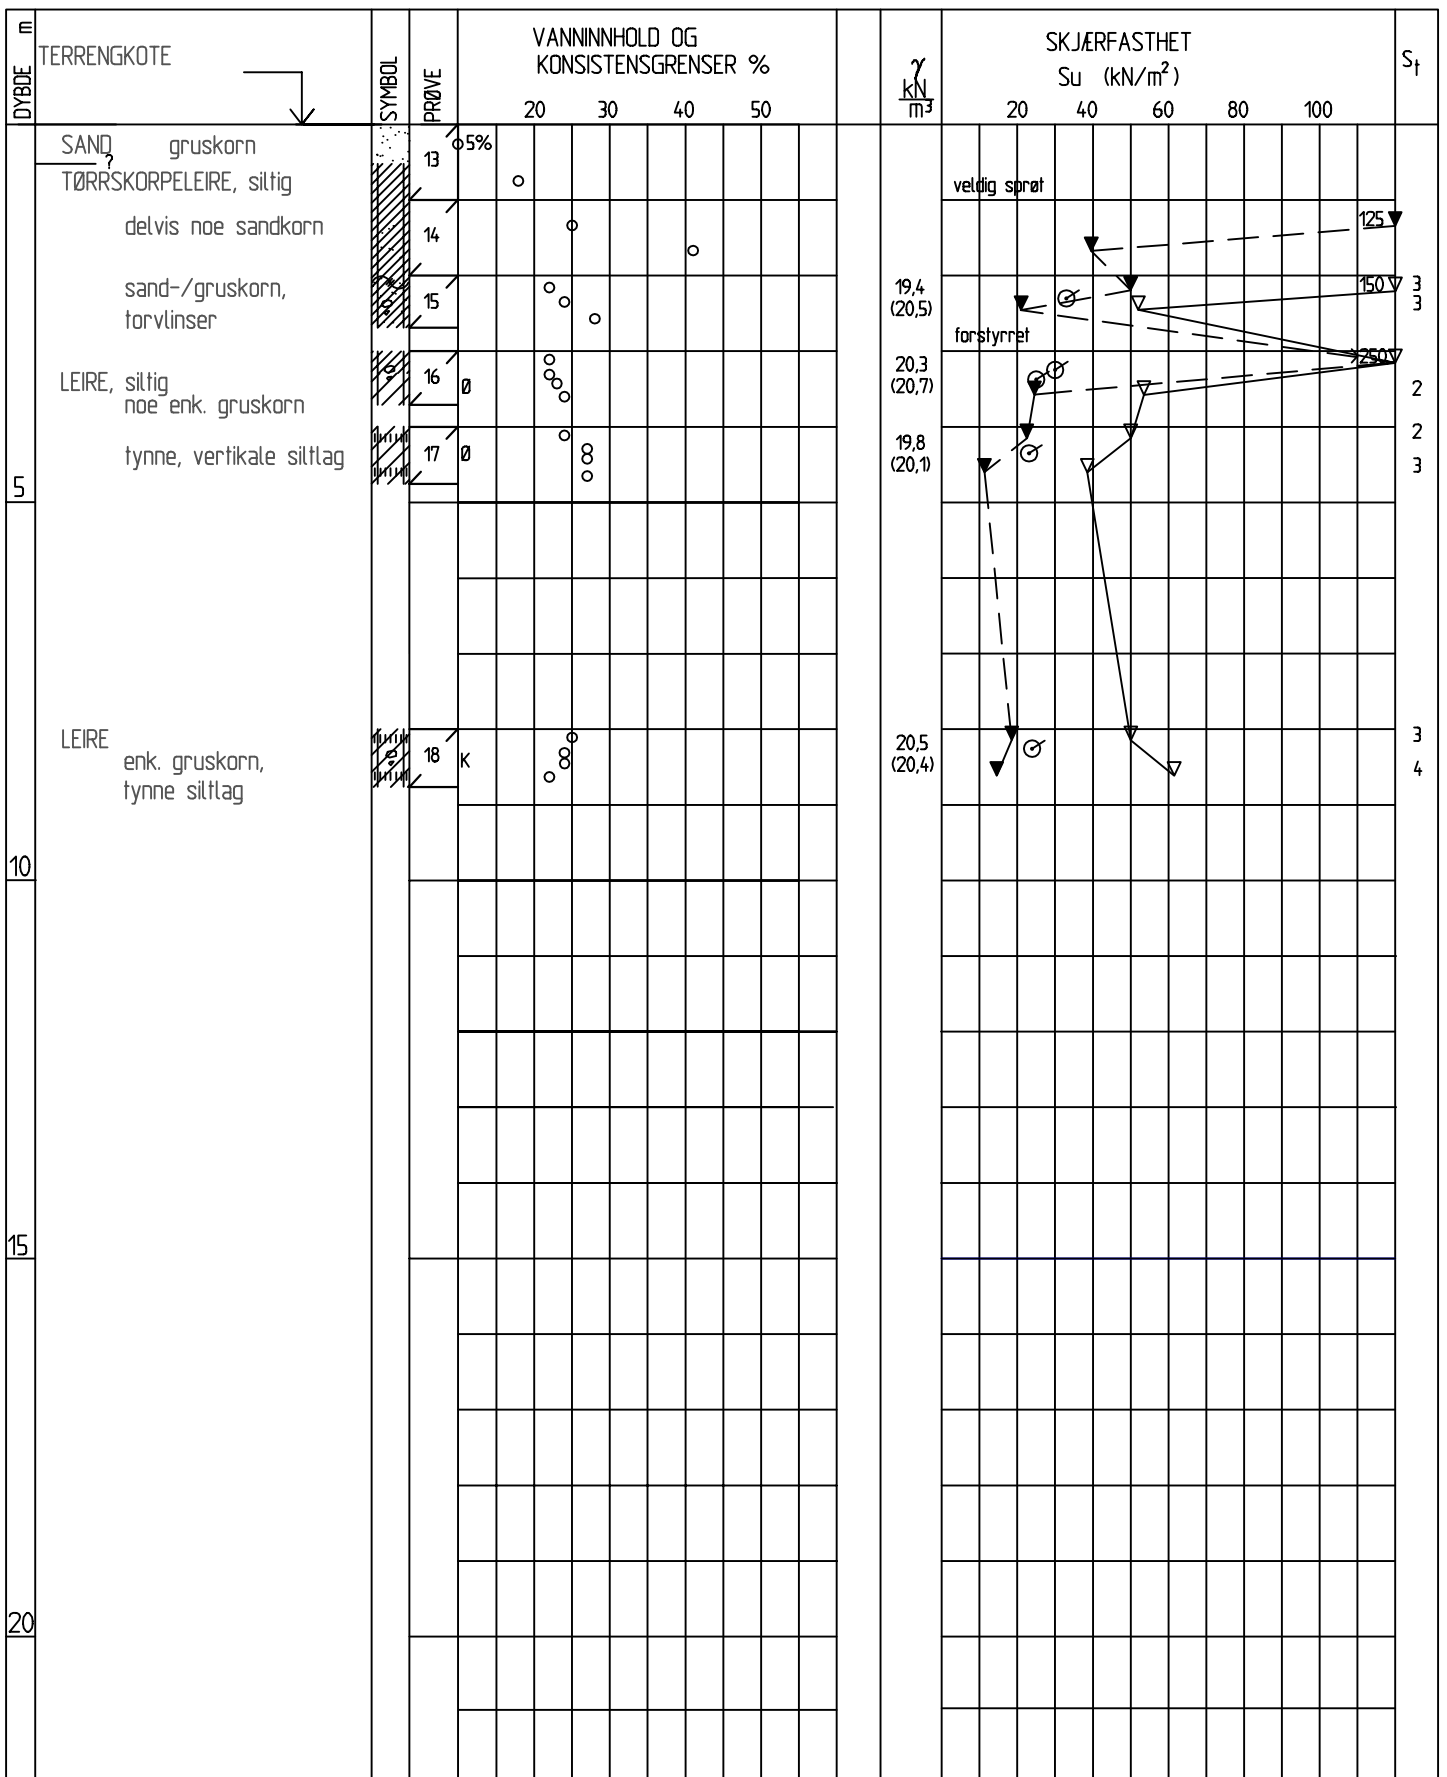 m
DYBDE
TERRENGKOTE
SYMBOL
PRØVE
VANNINNHOLD OG
KONSISTENSGRENSER %
20 30 40 50
γ
kN
m³
SKJÆRFASTHET
Su (kN/m²)
20 40 60 80 100
St
SAND gruskorn
?
13
5%
TØRRSKORPELEIRE, siltig
veldig sprøt
delvis noe sandkorn
14
125
sand-/gruskorn,
torvlinser
15
19,4
(20,5)
150
3
3
forstyrret
LEIRE, siltig
noe enk. gruskorn
16
Ø
20,3
(20,7)
>250
2
tynne, vertikale siltlag
17
Ø
19,8
(20,1)
2
3
5
LEIRE
enk. gruskorn,
tynne siltlag
18
K
20,5
(20,4)
3
4
10
15
20